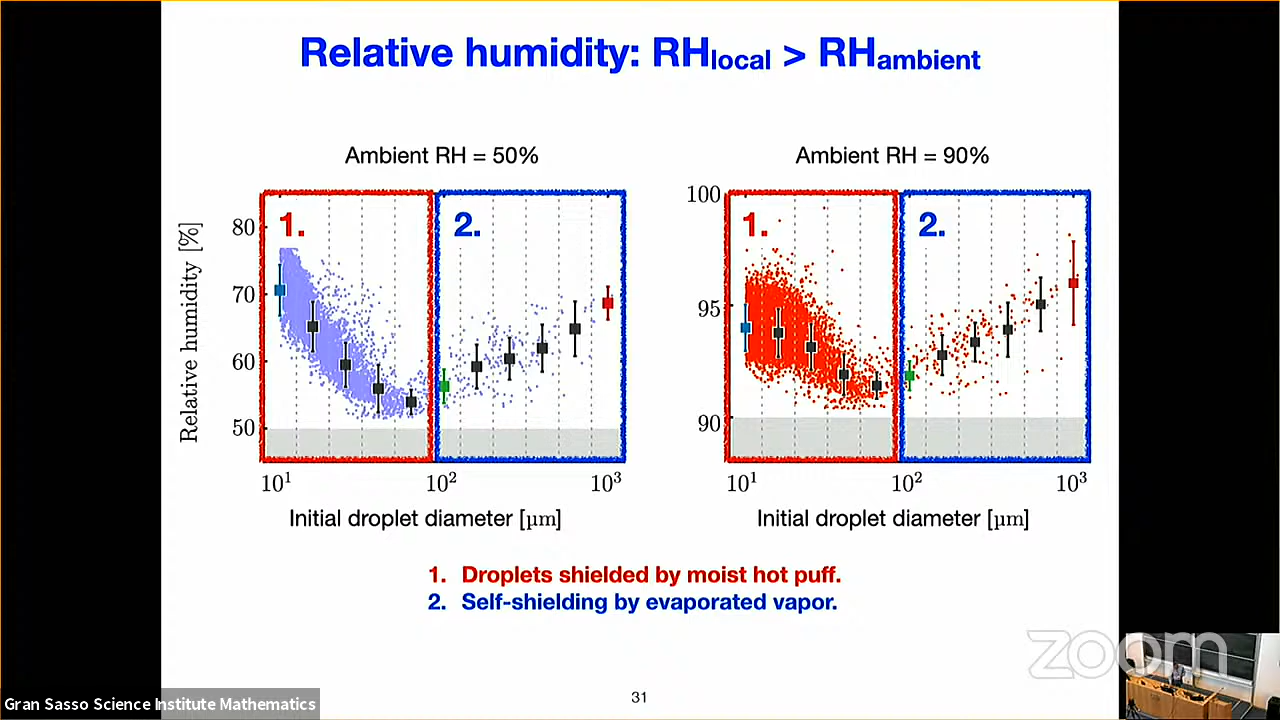 Relative humidity: RHlocal > RHambient
Ambient RH = 50%
Ambient RH = 90%
1.
2.
1.
2.
Relative humidity [%]
80
70
60
50
100
95
90
10¹
10²
10³
10¹
10²
10³
Initial droplet diameter [µm]
Initial droplet diameter [µm]
1. Droplets shielded by moist hot puff.
2. Self-shielding by evaporated vapor.
31
zoom
Gran Sasso Science Institute Mathematics